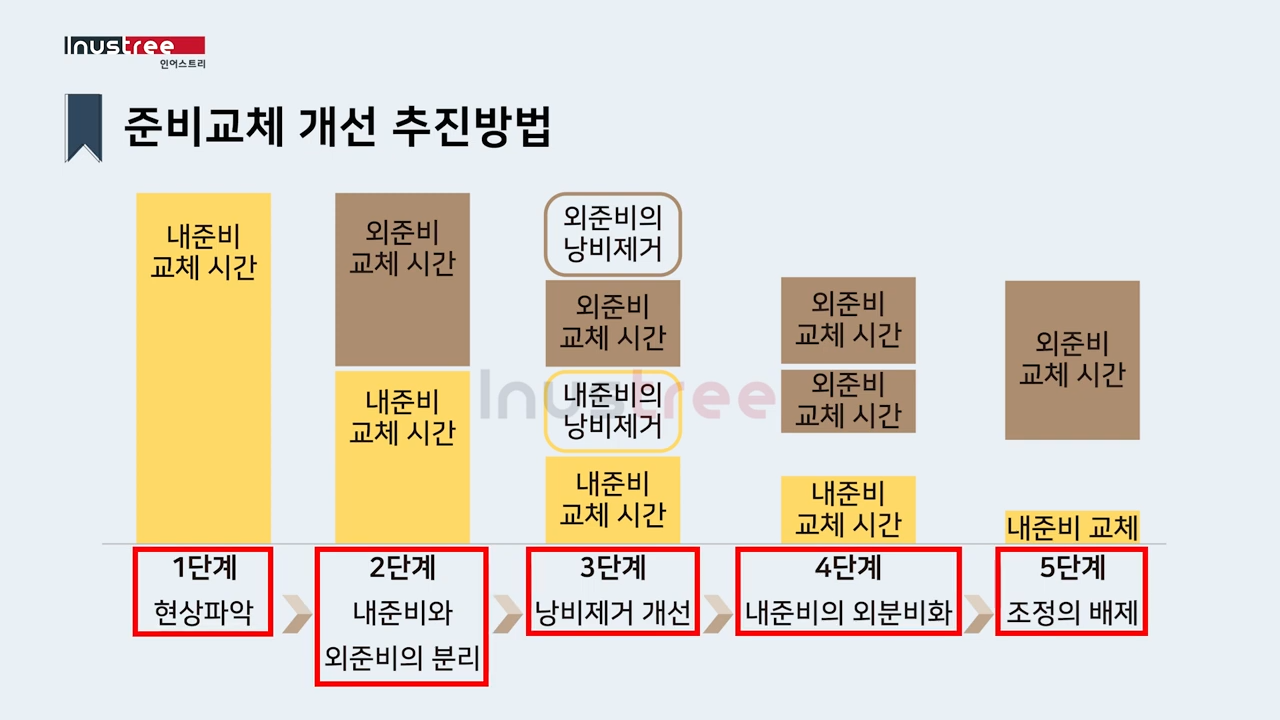 Inustree
인어스트리
준비교체 개선 추진방법
내준비
교체 시간
외준비
교체 시간
내준비
교체 시간
외준비의
낭비제거
외준비
교체 시간
내준비의
낭비제거
내준비
교체 시간
외준비
교체 시간
외준비
교체 시간
내준비
교체 시간
외준비
교체 시간
내준비 교체
Inustree
1단계
현상파악
2단계
내준비와
외준비의 분리
3단계
낭비제거 개선
4단계
내준비의 외분비화
5단계
조정의 배제